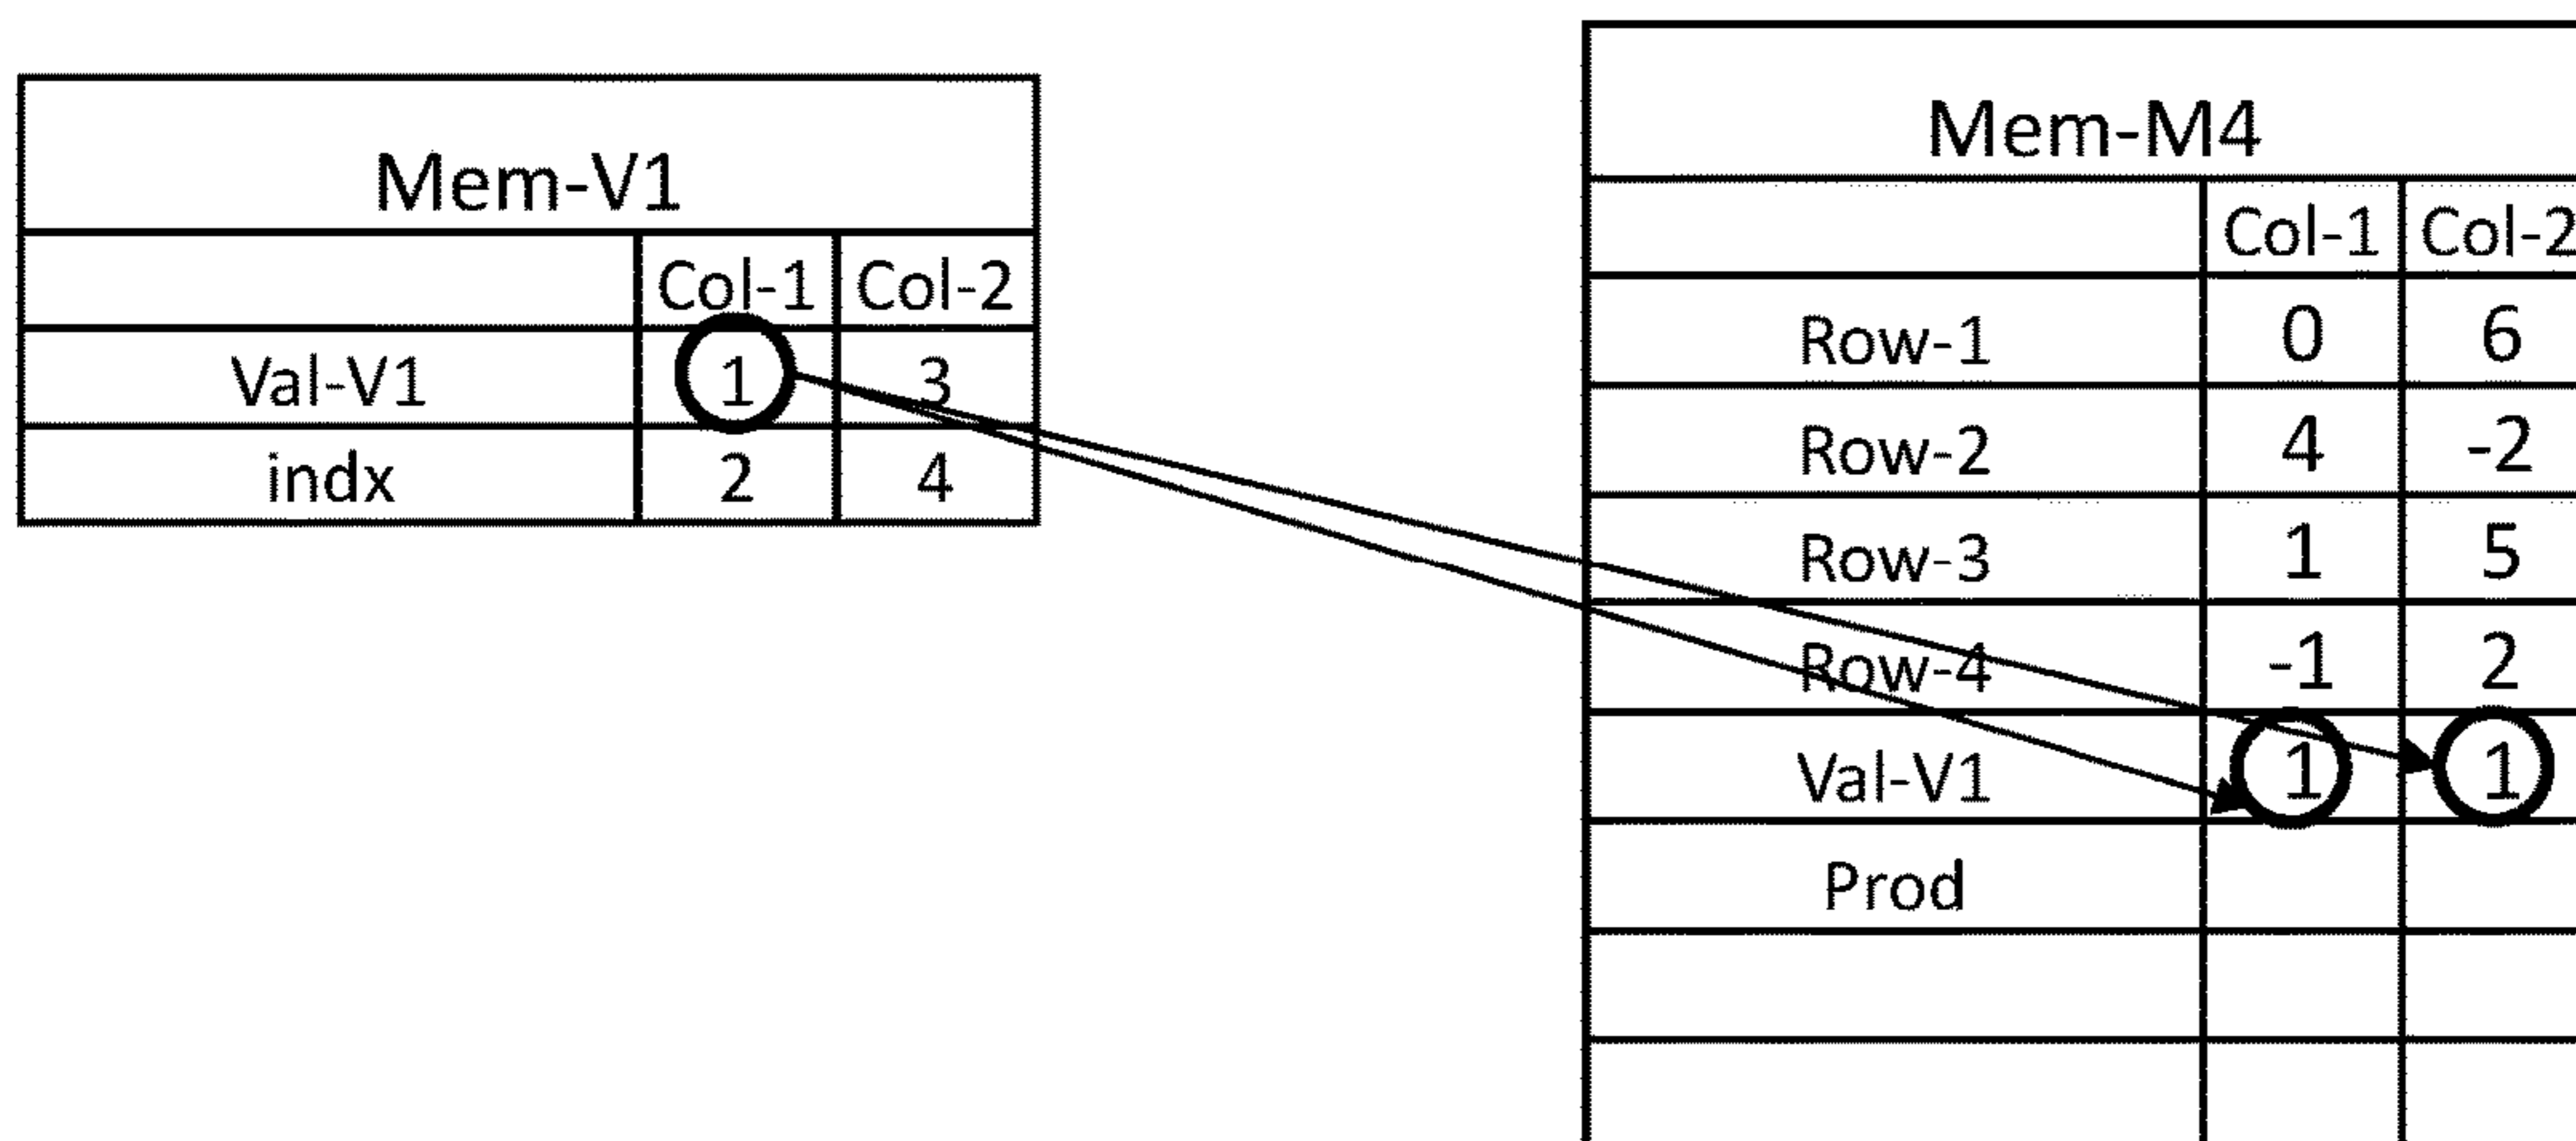 Mem-V1
Col-1 Col-2
Val-V1 1 3
indx 2 4
Mem-M4
Col-1 Col-2
Row-1 0 6
Row-2 4 -2
Row-3 1 5
Row-4 -1 2
Val-V1 1 1
Prod